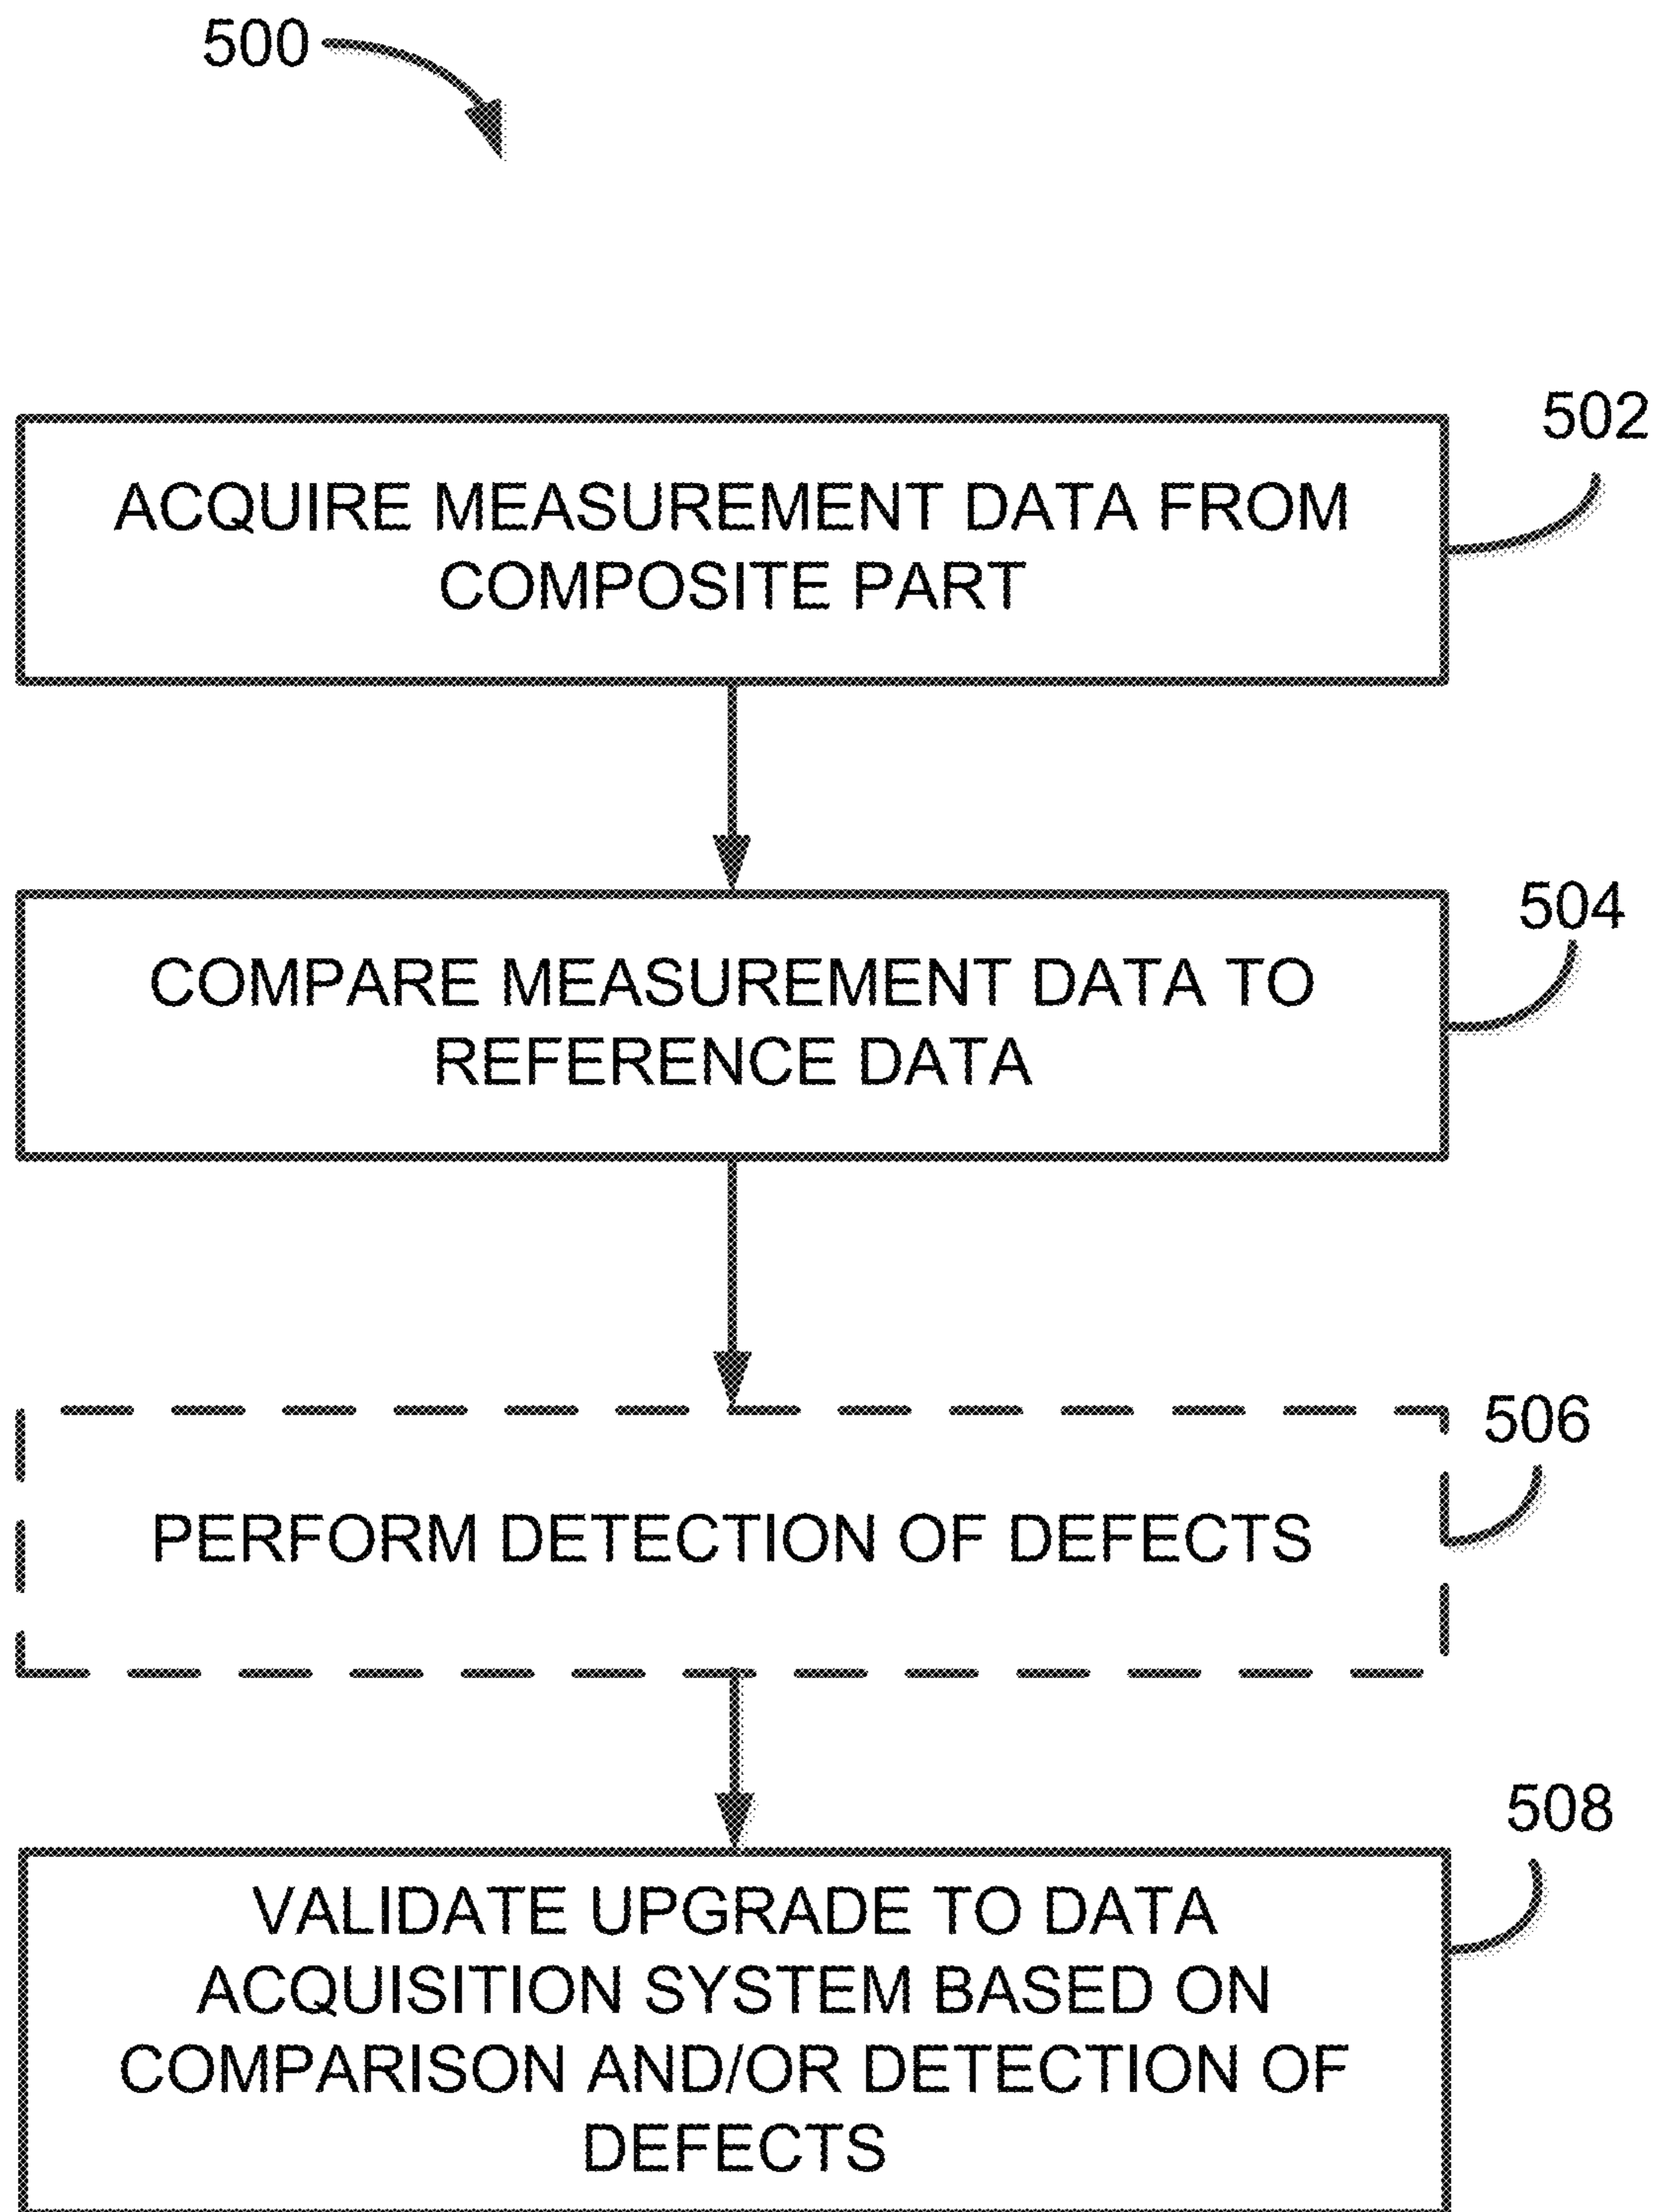 500
502
ACQUIRE MEASUREMENT DATA FROM
COMPOSITE PART
504
COMPARE MEASUREMENT DATA TO
REFERENCE DATA
506
PERFORM DETECTION OF DEFECTS
508
VALIDATE UPGRADE TO DATA
ACQUISITION SYSTEM BASED ON
COMPARISON AND/OR DETECTION OF
DEFECTS